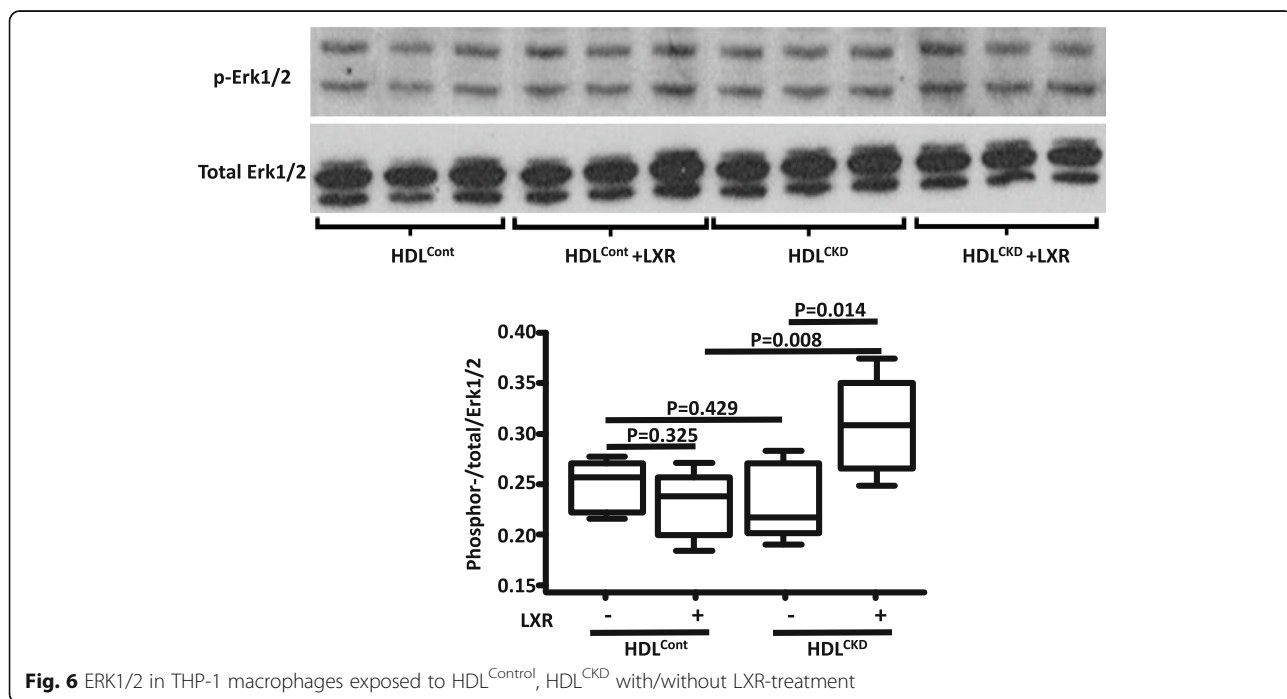 p-Erk1/2
Total Erk1/2
HDLCont
HDLCont +LXR
HDLCKD
HDLCKD +LXR
P=0.014
P=0.008
P=0.429
P=0.325
Phosphor-/total/Erk1/2
0.40
0.35
0.30
0.25
0.20
0.15
LXR - + - +
HDLCont HDLCKD
Fig. 6 ERK1/2 in THP-1 macrophages exposed to HDLControl, HDLCKD with/without LXR-treatment